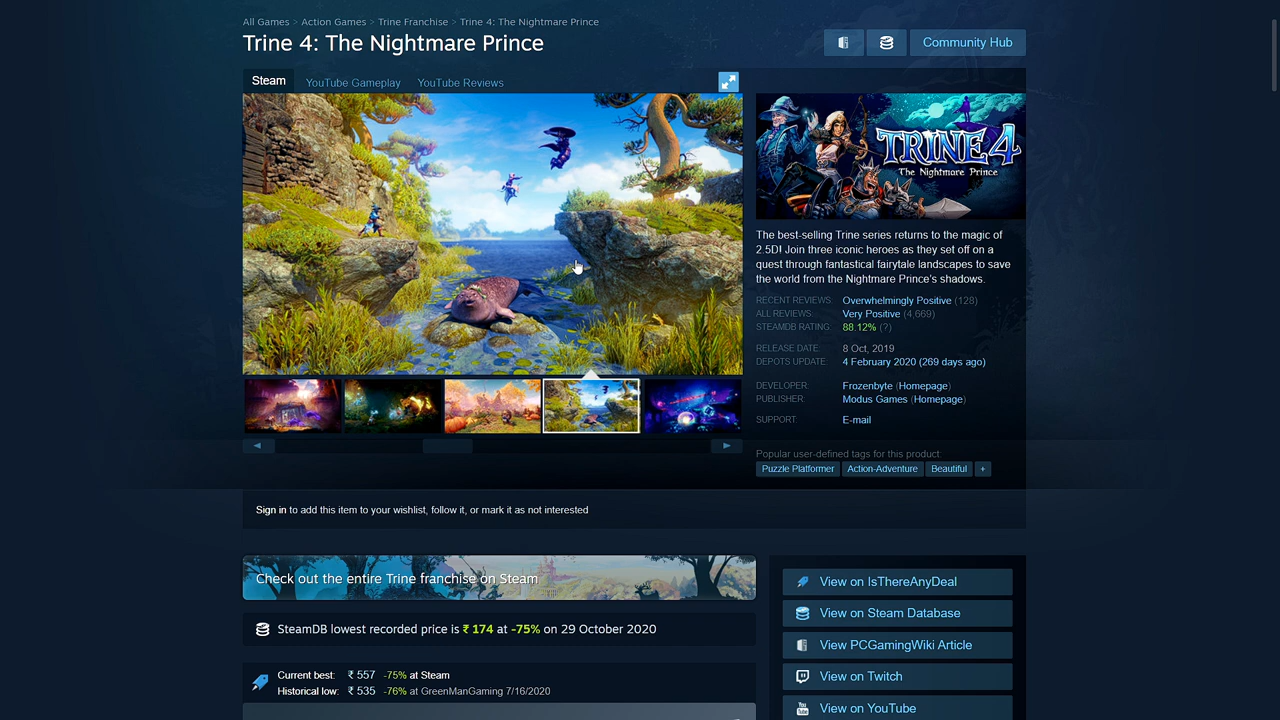 All Games > Action Games > Trine Franchise > Trine 4: The Nightmare Prince
Trine 4: The Nightmare Prince
Community Hub
Steam
YouTube Gameplay
YouTube Reviews
TRINE 4
The Nightmare Prince
The best-selling Trine series returns to the magic of
2.5D! Join three iconic heroes as they set off on a
quest through fantastical fairytale landscapes to save
the world from the Nightmare Prince's shadows.
RECENT REVIEWS: Overwhelmingly Positive (128)
ALL REVIEWS: Very Positive (4,669)
STEAMDB RATING: 88.12% (?)
RELEASE DATE: 8 Oct, 2019
DEPOTS UPDATE: 4 February 2020 (269 days ago)
DEVELOPER: Frozenbyte (Homepage)
PUBLISHER: Modus Games (Homepage)
SUPPORT: E-mail
Popular user-defined tags for this product:
Puzzle Platformer Action-Adventure Beautiful +
Sign in to add this item to your wishlist, follow it, or mark it as not interested
Check out the entire Trine franchise on Steam
SteamDB lowest recorded price is ₹ 174 at -75% on 29 October 2020
Current best: ₹ 557 -75% at Steam
Historical low: ₹ 535 -76% at GreenManGaming 7/16/2020
View on IsThereAnyDeal
View on Steam Database
View PCGamingWiki Article
View on Twitch
View on YouTube